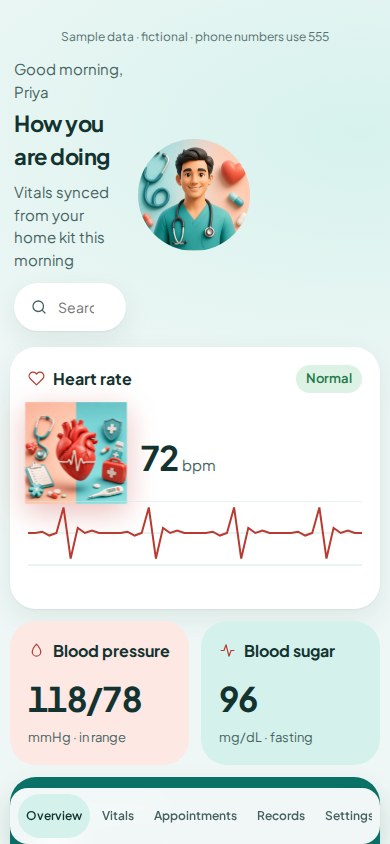 Sample data · fictional · phone numbers use 555
Good morning,
Priya
How you
are doing
Vitals synced
from your
home kit this
morning
Searc
Heart rate
Normal
72 bpm
Blood pressure
118/78
mmHg · in range
Blood sugar
96
mg/dL · fasting
Overview Vitals Appointments Records Settings